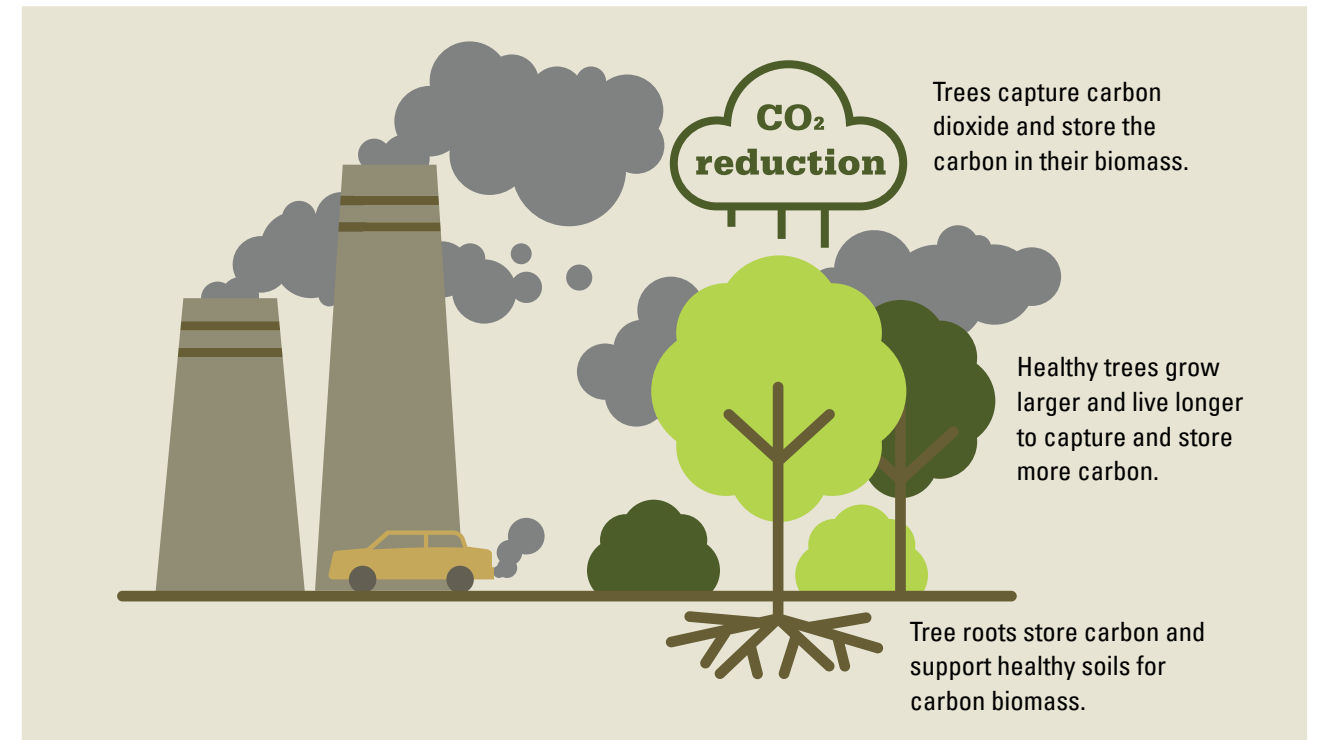 CO₂
reduction
Trees capture carbon
dioxide and store the
carbon in their biomass.
Healthy trees grow
larger and live longer
to capture and store
more carbon.
Tree roots store carbon and
support healthy soils for
carbon biomass.